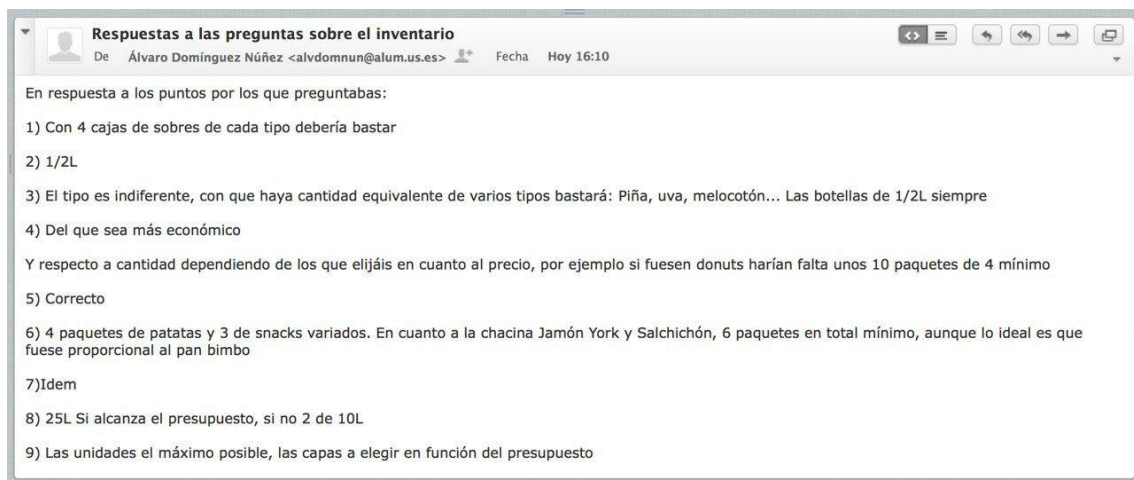 Respuestas a las preguntas sobre el inventario
De Álvaro Domínguez Núñez <alvdomnun@alum.us.es> Fecha Hoy 16:10
En respuesta a los puntos por los que preguntabas:
1) Con 4 cajas de sobres de cada tipo debería bastar
2) 1/2L
3) El tipo es indiferente, con que haya cantidad equivalente de varios tipos bastará: Piña, uva, melocotón... Las botellas de 1/2L siempre
4) Del que sea más económico
Y respecto a cantidad dependiendo de los que elijáis en cuanto al precio, por ejemplo si fuesen donuts harían falta unos 10 paquetes de 4 mínimo
5) Correcto
6) 4 paquetes de patatas y 3 de snacks variados. En cuanto a la chacina Jamón York y Salchichón, 6 paquetes en total mínimo, aunque lo ideal es que
fuese proporcional al pan bimbo
7)Idem
8) 25L Si alcanza el presupuesto, si no 2 de 10L
9) Las unidades el máximo posible, las capas a elegir en función del presupuesto